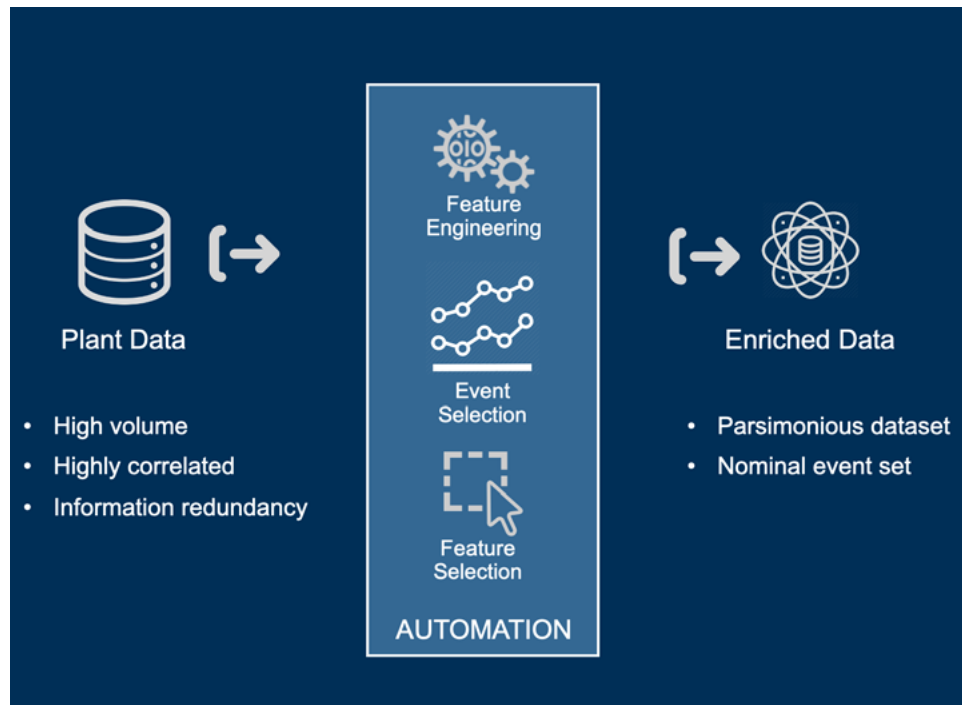 Plant Data
• High volume
• Highly correlated
• Information redundancy
OIO
Feature
Engineering
Event
Selection
Feature
Selection
AUTOMATION
Enriched Data
• Parsimonious dataset
• Nominal event set